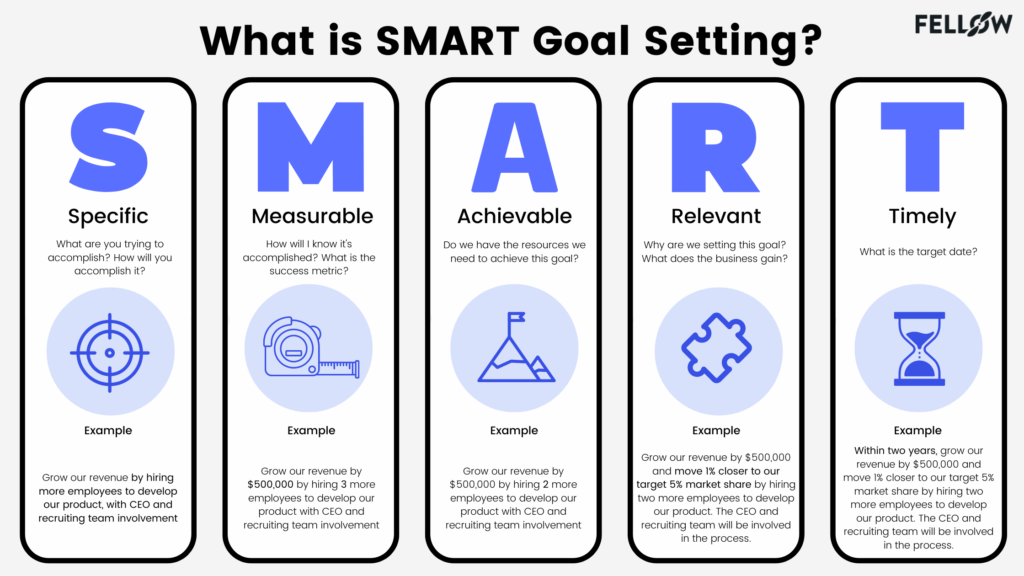 What is SMART Goal Setting?
FELLOW
S
Specific
What are you trying to
accomplish? How will you
accomplish it?
Example
Grow our revenue by hiring
more employees to develop
our product, with CEO and
recruiting team involvement
M
Measurable
How will I know it's
accomplished? What is the
success metric?
Example
Grow our revenue by
$500,000 by hiring 3 more
employees to develop our
product with CEO and
recruiting team involvement
A
Achievable
Do we have the resources we
need to achieve this goal?
Example
Grow our revenue by
$500,000 by hiring 2 more
employees to develop our
product with CEO and
recruiting team involvement
R
Relevant
Why are we setting this goal?
What does the business gain?
Example
Grow our revenue by $500,000
and move 1% closer to our
target 5% market share by hiring
two more employees to develop
our product. The CEO and
recruiting team will be involved
in the process.
T
Timely
What is the target date?
Example
Within two years, grow our
revenue by $500,000 and
move 1% closer to our target 5%
market share by hiring two
more employees to develop
our product. The CEO and
recruiting team will be involved
in the process.